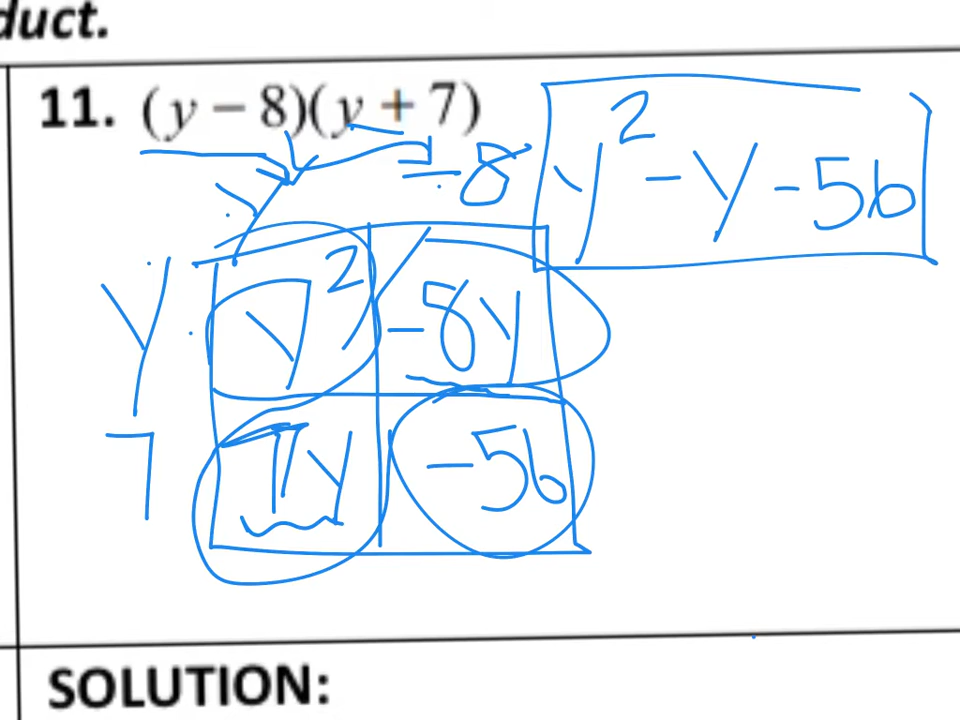 duct.
11. (y − 8)(y + 7)
y² − y − 56
y −8
y y² −8y
7 7y −56
SOLUTION: